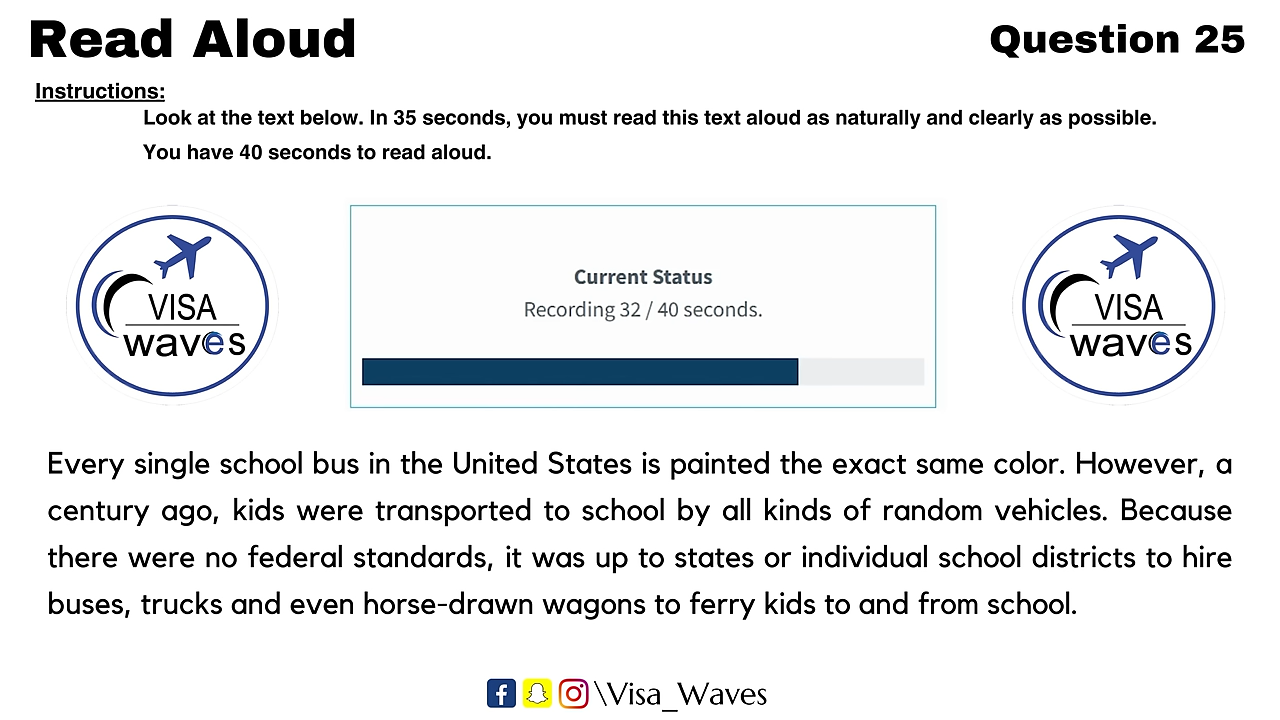 Read Aloud
Question 25
Instructions:
Look at the text below. In 35 seconds, you must read this text aloud as naturally and clearly as possible.
You have 40 seconds to read aloud.
VISA
waves
Current Status
Recording 32 / 40 seconds.
VISA
waves
Every single school bus in the United States is painted the exact same color. However, a
century ago, kids were transported to school by all kinds of random vehicles. Because
there were no federal standards, it was up to states or individual school districts to hire
buses, trucks and even horse-drawn wagons to ferry kids to and from school.
\Visa_Waves